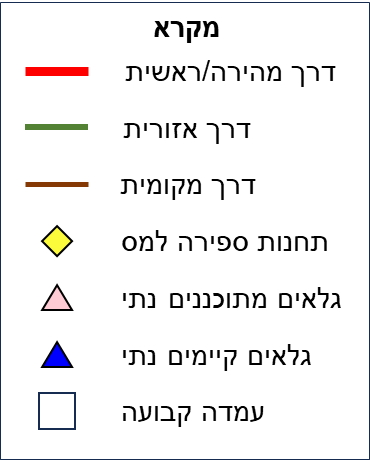 מקרא
דרך מהירה/ראשית
דרך אזורית
דרך מקומית
תחנות ספירה למס
גלאים מתוכננים נתי
גלאים קיימים נתי
עמדה קבועה